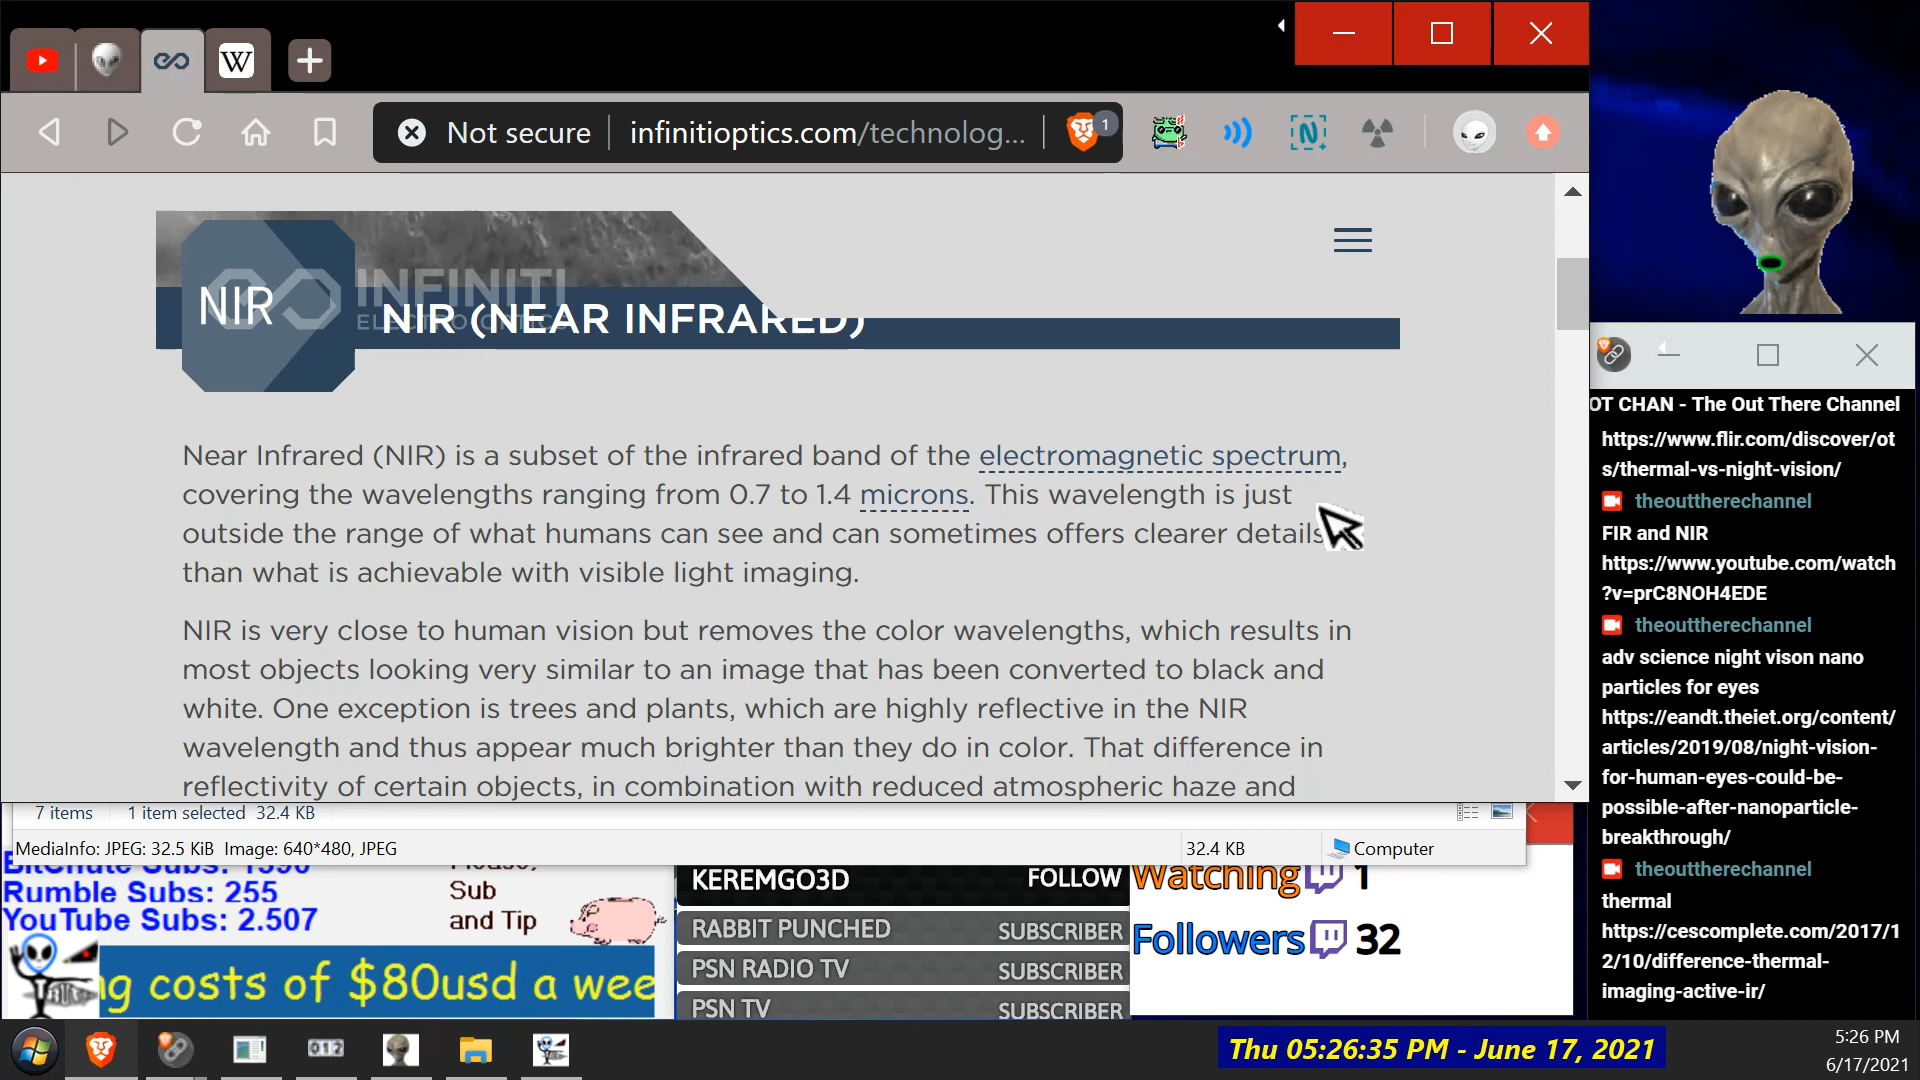 Not secure
infinitioptics.com/technolog...
1
NIR
INFINITI
ELECTRO OPTICS
NIR (NEAR INFRARED)
Near Infrared (NIR) is a subset of the infrared band of the electromagnetic spectrum,
covering the wavelengths ranging from 0.7 to 1.4 microns. This wavelength is just
outside the range of what humans can see and can sometimes offers clearer details
than what is achievable with visible light imaging.
NIR is very close to human vision but removes the color wavelengths, which results in
most objects looking very similar to an image that has been converted to black and
white. One exception is trees and plants, which are highly reflective in the NIR
wavelength and thus appear much brighter than they do in color. That difference in
reflectivity of certain objects, in combination with reduced atmospheric haze and
7 items 1 item selected 32.4 KB
MediaInfo: JPEG: 32.5 KiB Image: 640*480, JPEG
32.4 KB
Computer
Rumble Subs: 255
YouTube Subs: 2.507
Sub
and Tip
ng costs of $80usd a wee
KEREMGO3D FOLLOW
RABBIT PUNCHED SUBSCRIBER
PSN RADIO TV SUBSCRIBER
PSN TV SUBSCRIBER
Watching 1
Followers 32
OT CHAN - The Out There Channel
https://www.flir.com/discover/ot
s/thermal-vs-night-vision/
theouttherechannel
FIR and NIR
https://www.youtube.com/watch
?v=prC8NOH4EDE
theouttherechannel
adv science night vison nano
particles for eyes
https://eandt.theiet.org/content/
articles/2019/08/night-vision-
for-human-eyes-could-be-
possible-after-nanoparticle-
breakthrough/
theouttherechannel
thermal
https://cescomplete.com/2017/1
2/10/difference-thermal-
imaging-active-ir/
012
Thu 05:26:35 PM - June 17, 2021
5:26 PM
6/17/2021